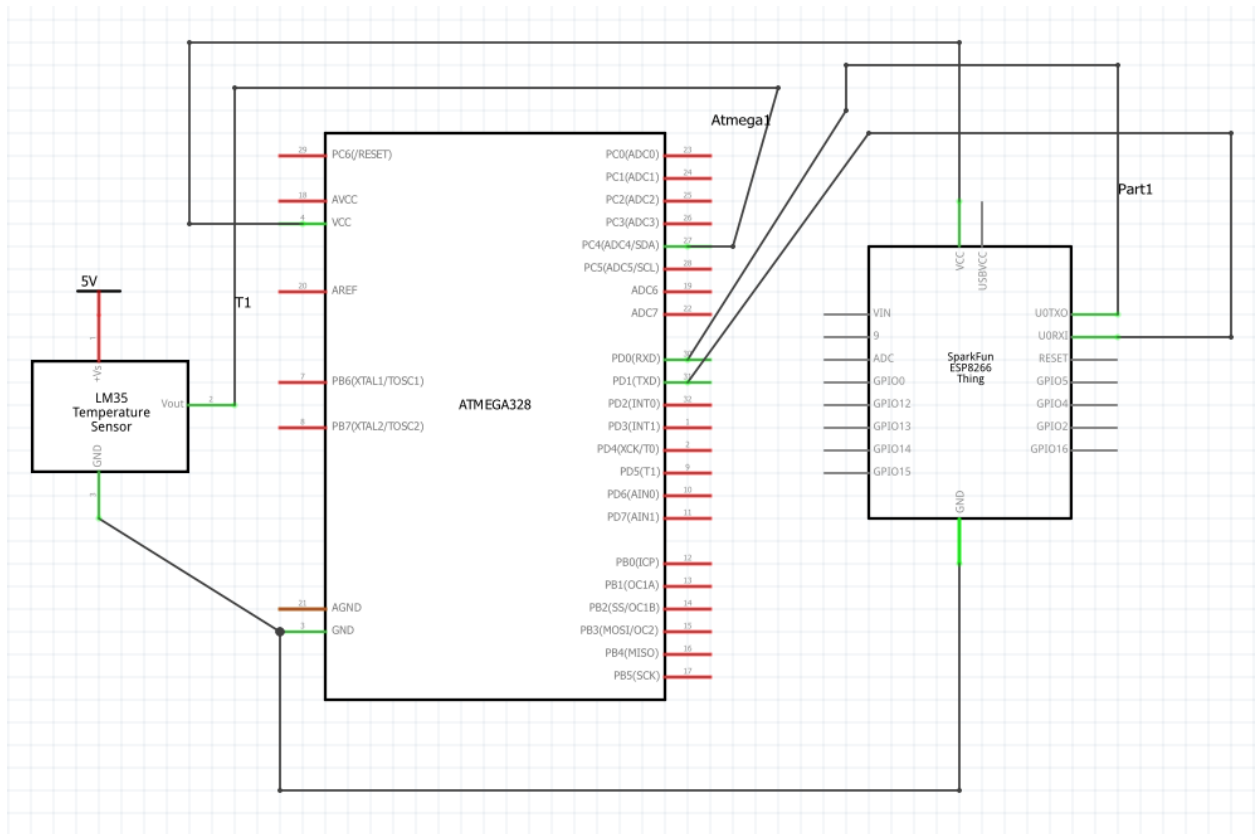 Atmega1
29 PC6(/RESET)
18 AVCC
4 VCC
20 AREF
7 PB6(XTAL1/TOSC1)
8 PB7(XTAL2/TOSC2)
21 AGND
3 GND
ATMEGA328
PC0(ADC0) 23
PC1(ADC1) 24
PC2(ADC2) 25
PC3(ADC3) 26
PC4(ADC4/SDA) 27
PC5(ADC5/SCL) 28
ADC6 19
ADC7 22
PD0(RXD) 30
PD1(TXD) 31
PD2(INT0) 32
PD3(INT1) 1
PD4(XCK/T0) 2
PD5(T1) 9
PD6(AIN0) 10
PD7(AIN1) 11
PB0(ICP) 12
PB1(OC1A) 13
PB2(SS/OC1B) 14
PB3(MOSI/OC2) 15
PB4(MISO) 16
PB5(SCK) 17
5V
T1
1
+Vs
LM35
Temperature
Sensor
Vout 2
GND
3
Part1
VCC
USBVCC
VIN
9
ADC
GPIO0
GPIO12
GPIO13
GPIO14
GPIO15
SparkFun
ESP8266
Thing
U0TXO
U0RXI
RESET
GPIO5
GPIO4
GPIO2
GPIO16
GND